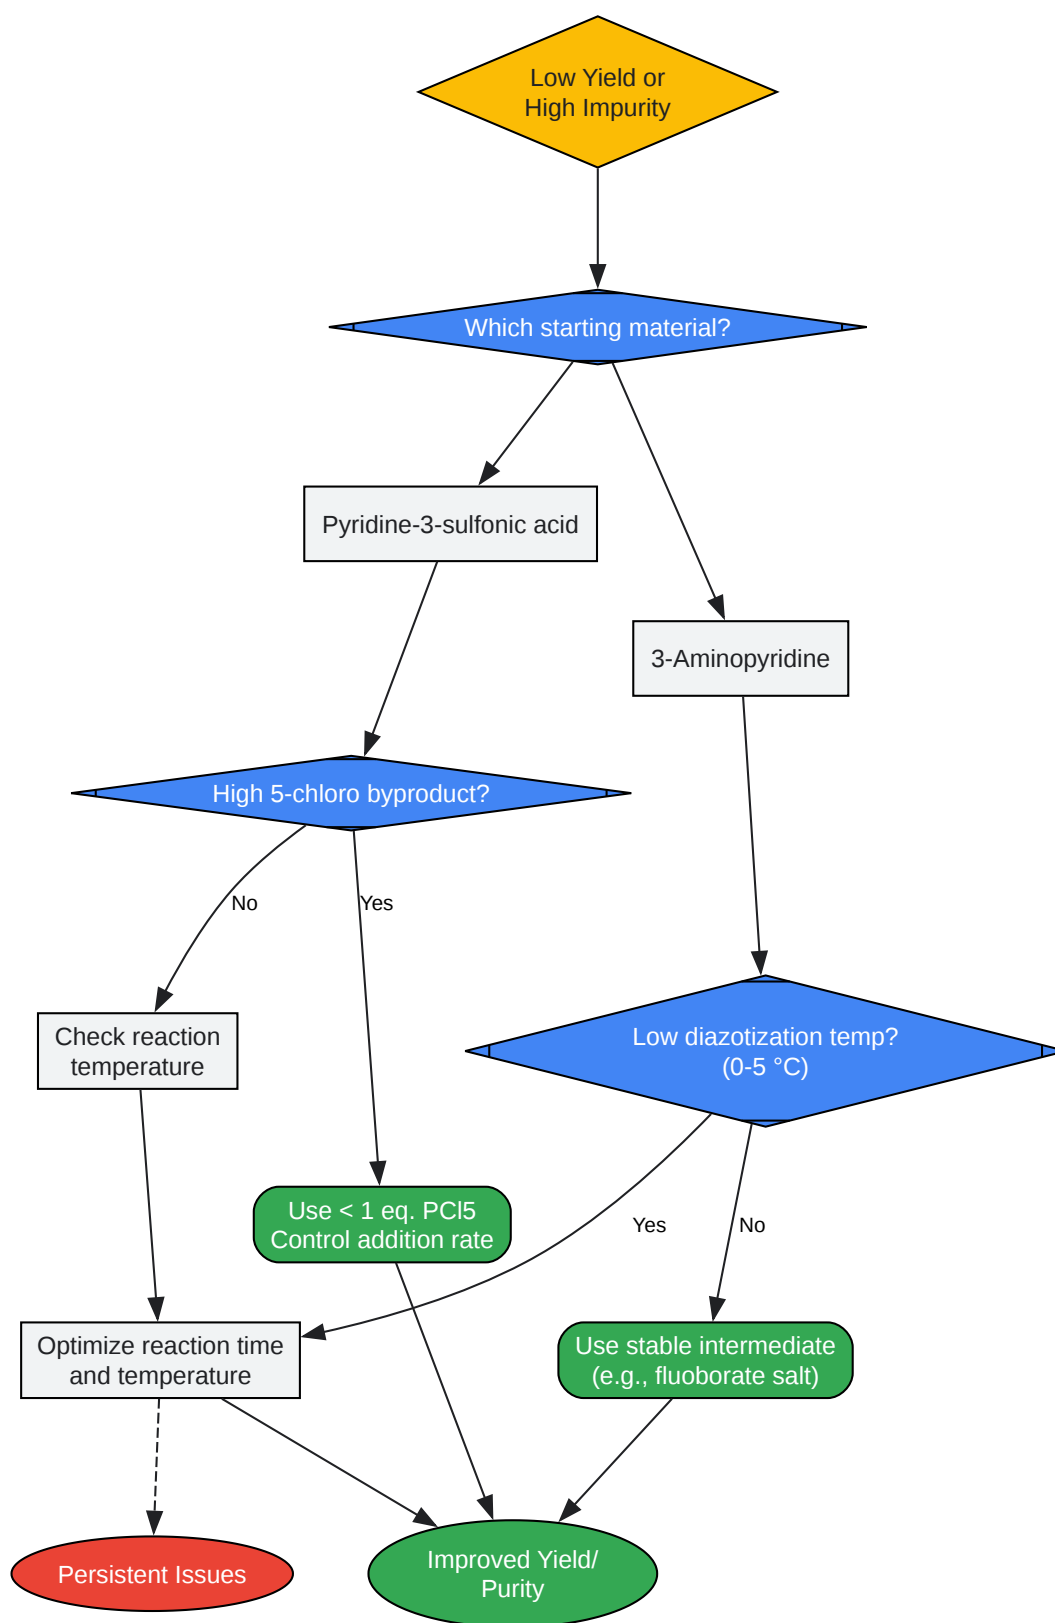 Low Yield or
High Impurity
Which starting material?
Pyridine-3-sulfonic acid
3-Aminopyridine
High 5-chloro byproduct?
No
Yes
Check reaction
temperature
Low diazotization temp?
(0-5 °C)
Use < 1 eq. PCl5
Control addition rate
Yes
No
Optimize reaction time
and temperature
Use stable intermediate
(e.g., fluoborate salt)
Persistent Issues
Improved Yield/
Purity